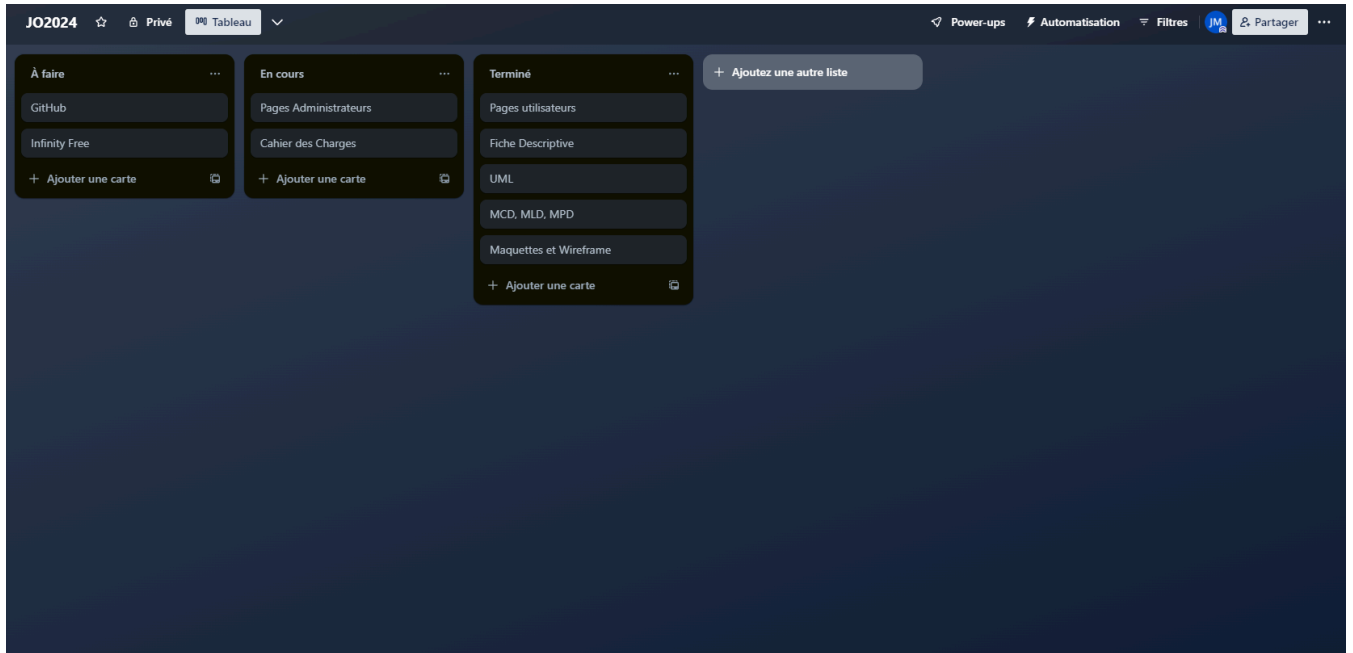 JO2024
Privé
Tableau
Power-ups
Automatisation
Filtres
JM
Partager
À faire
GitHub
Infinity Free
+ Ajouter une carte
En cours
Pages Administrateurs
Cahier des Charges
+ Ajouter une carte
Terminé
Pages utilisateurs
Fiche Descriptive
UML
MCD, MLD, MPD
Maquettes et Wireframe
+ Ajouter une carte
+ Ajoutez une autre liste